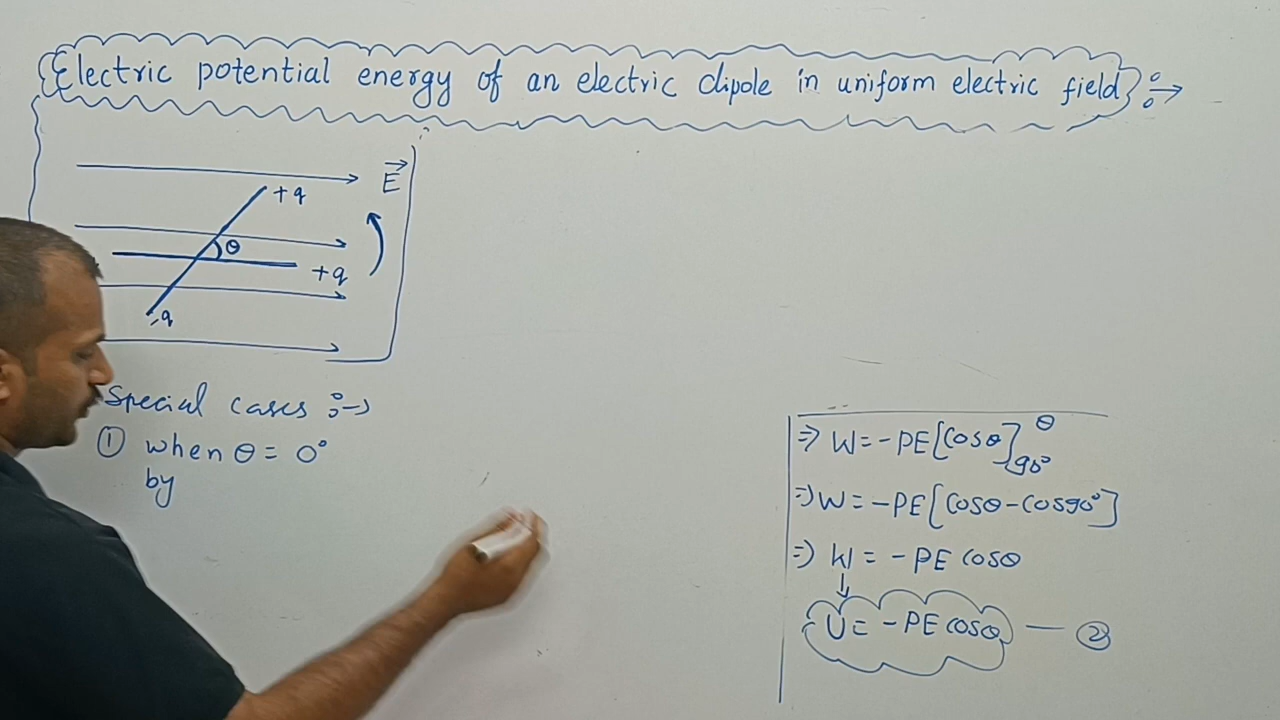 Electric potential energy of an electric dipole in uniform electric field :→
E
+q
θ
+q
-q
Special cases :→
① when θ = 0°
by
⇒ W = -PE[cosθ]θ90°
⇒ W = -PE[cosθ-cos90°]
⇒ W = -PE cosθ
↓
U = -PE cosθ — ②